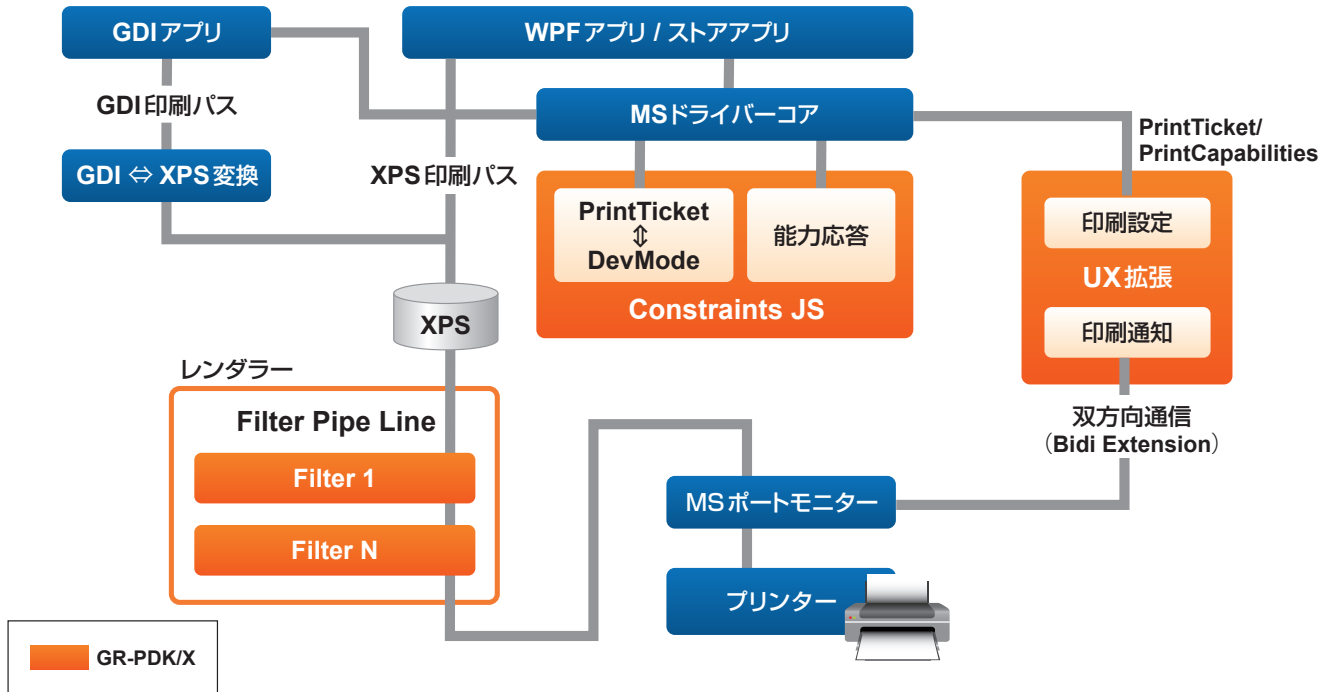 GDIアプリ
WPFアプリ / ストアアプリ
GDI印刷パス
MSドライバーコア
PrintTicket/
PrintCapabilities
GDI ⇔ XPS変換
XPS印刷パス
PrintTicket
⇕
DevMode
能力応答
Constraints JS
印刷設定
UX拡張
印刷通知
XPS
レンダラー
Filter Pipe Line
Filter 1
Filter N
双方向通信
（Bidi Extension）
MSポートモニター
プリンター
GR-PDK/X